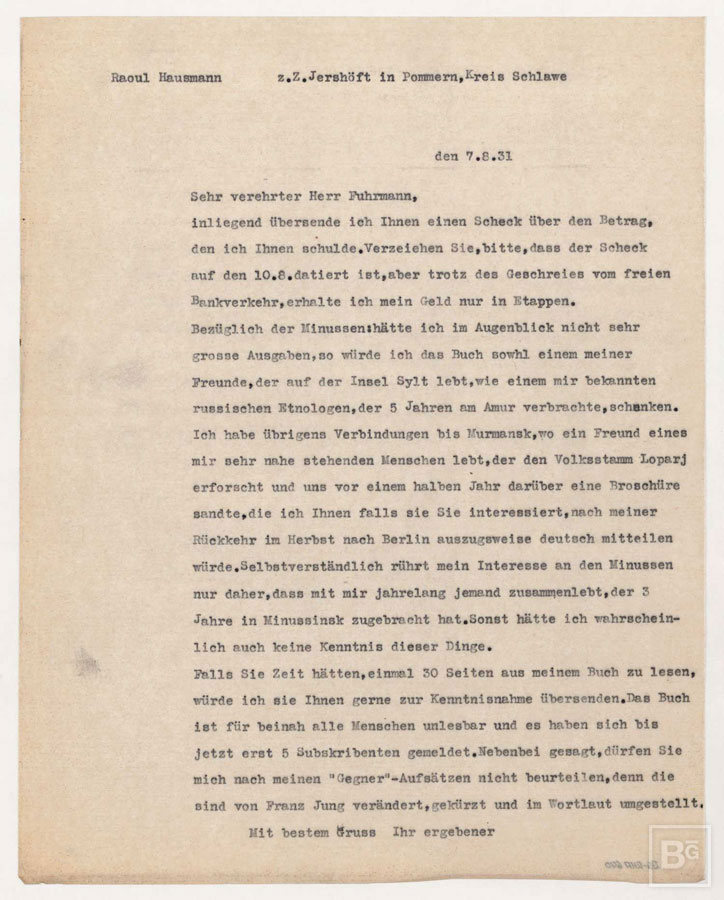 Raoul Hausmann z.Z.Jershöft in Pommern,Kreis Schlawe
den 7.8.31
Sehr verehrter Herr Fuhrmann,
inliegend übersende ich Ihnen einen Scheck über den Betrag,
den ich Ihnen schulde.Verzeihen Sie,bitte,dass der Scheck
auf den 10.8.datiert ist,aber trotz des Geschreies vom freien
Bankverkehr,erhalte ich mein Geld nur in Etappen.
Bezüglich der Minussen:hätte ich im Augenblick nicht sehr
grosse Ausgaben,so würde ich das Buch sowhl einem meiner
Freunde,der auf der Insel Sylt lebt,wie einem mir bekannten
russischen Etnologen,der 5 Jahren am Amur verbrachte,schenken.
Ich habe übrigens Verbindungen bis Murmansk,wo ein Freund eines
mir sehr nahe stehenden Menschen lebt,der den Volksstamm Loparj
erforscht und uns vor einem halben Jahr darüber eine Broschüre
sandte,die ich Ihnen falls sie Sie interessiert,nach meiner
Rückkehr im Herbst nach Berlin auszugsweise deutsch mitteilen
würde.Selbstverständlich rührt mein Interesse an den Minussen
nur daher,dass mit mir jahrelang jemand zusammenlebt,der 3
Jahre in Minussinsk zugebracht hat.Sonst hätte ich wahrschein-
lich auch keine Kenntnis dieser Dinge.
Falls Sie Zeit hätten,einmal 30 Seiten aus meinem Buch zu lesen,
würde ich sie Ihnen gerne zur Kenntnisnahme übersenden.Das Buch
ist für beinah alle Menschen unlesbar und es haben sich bis
jetzt erst 5 Subskribenten gemeldet.Nebenbei gesagt,dürfen Sie
mich nach meinen "Gegner"-Aufsätzen nicht beurteilen,denn die
sind von Franz Jung verändert,gekürzt und im Wortlaut umgestellt.
Mit bestem Gruss Ihr ergebener
BG